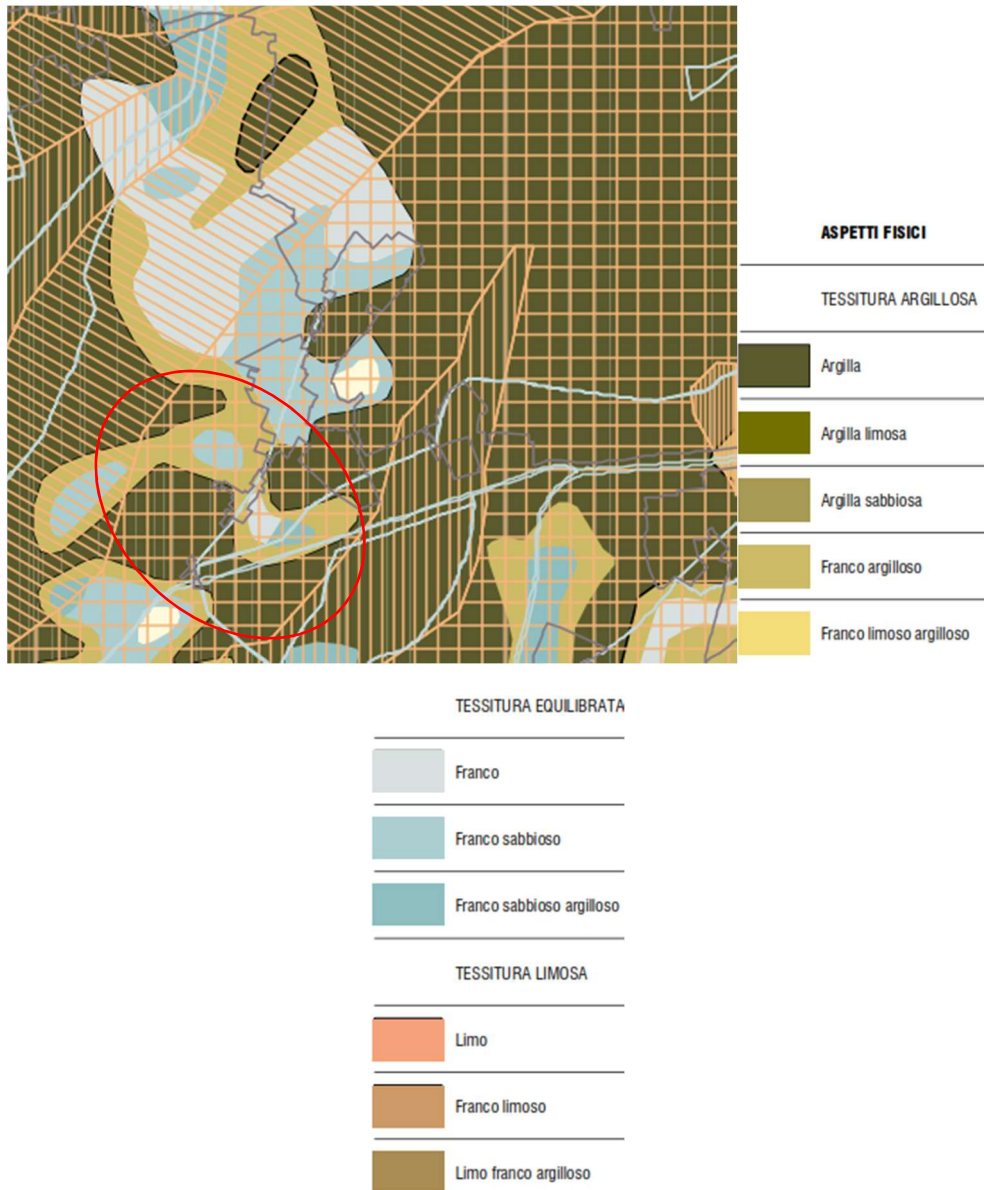 ASPETTI FISICI
TESSITURA ARGILLOSA
Argilla
Argilla limosa
Argilla sabbiosa
Franco argilloso
Franco limoso argilloso
TESSITURA EQUILIBRATA
Franco
Franco sabbioso
Franco sabbioso argilloso
TESSITURA LIMOSA
Limo
Franco limoso
Limo franco argilloso